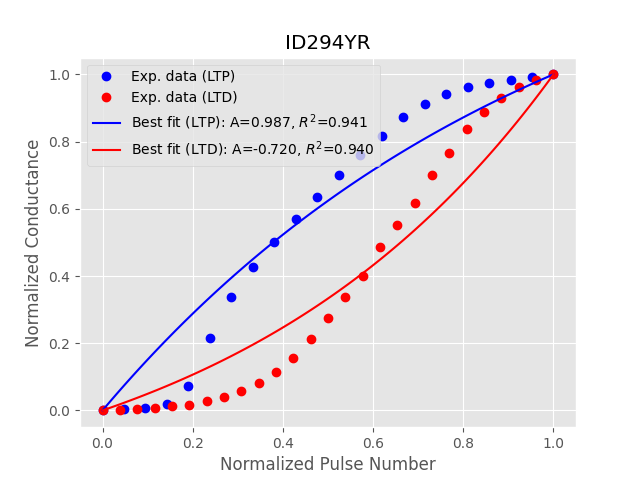 ID294YR
Exp. data (LTP)
Exp. data (LTD)
Best fit (LTP): A=0.987, R²=0.941
Best fit (LTD): A=-0.720, R²=0.940
Normalized Conductance
1.0
0.8
0.6
0.4
0.2
0.0
0.0 0.2 0.4 0.6 0.8 1.0
Normalized Pulse Number